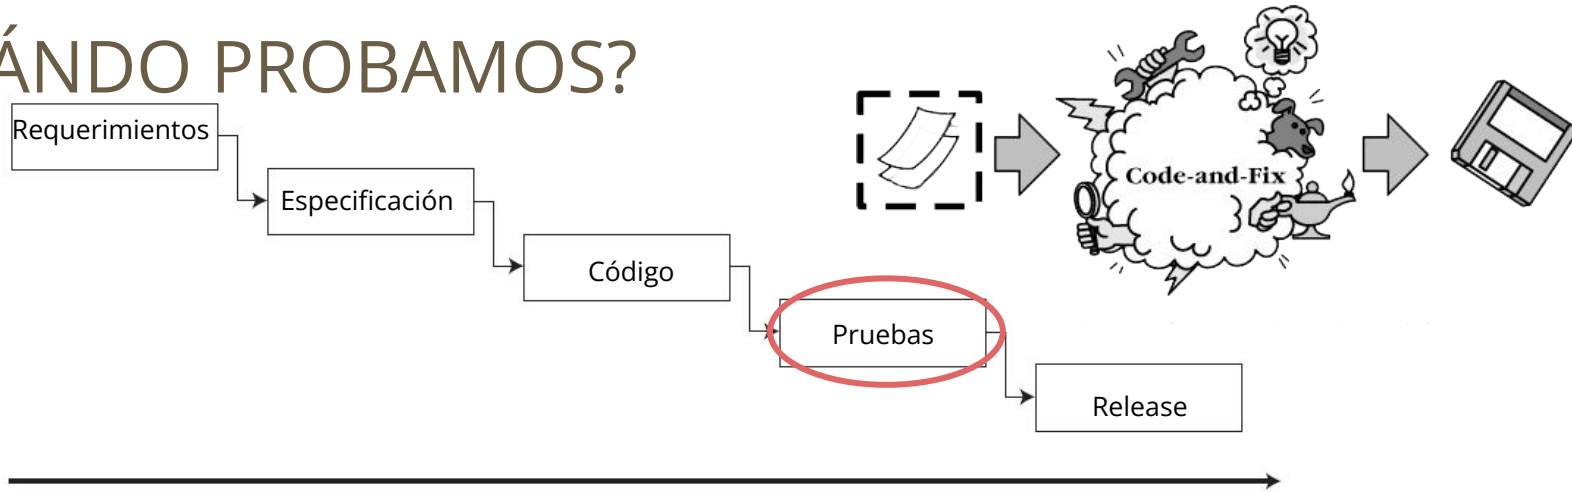 ÁNDO PROBAMOS?
Requerimientos
Especificación
Código
Pruebas
Release
Code-and-Fix